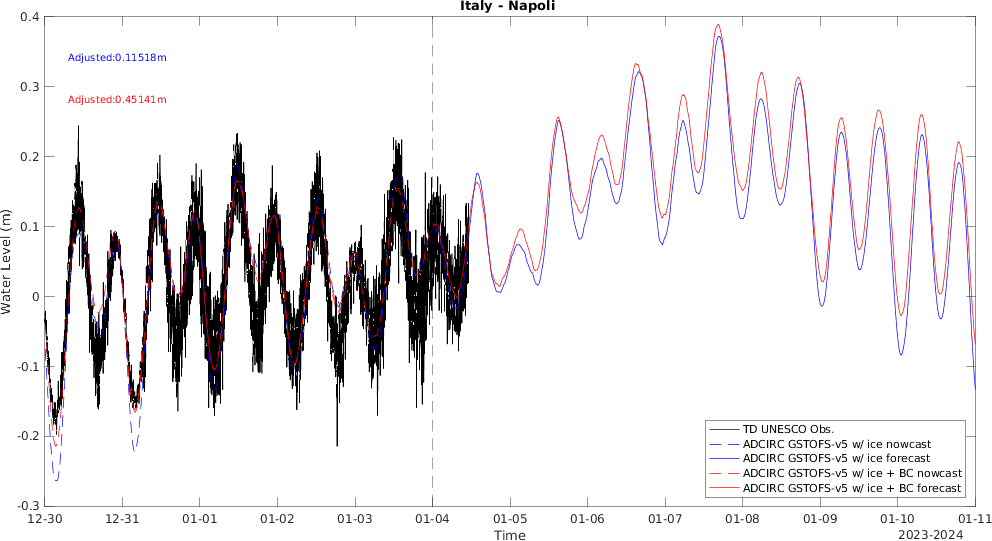 Italy - Napoli
Adjusted:0.11518m
Adjusted:0.45141m
Water Level (m)
0.4
0.3
0.2
0.1
0
-0.1
-0.2
-0.3
12-30 12-31 01-01 01-02 01-03 01-04 01-05 01-06 01-07 01-08 01-09 01-10 01-11
Time
2023-2024
TD UNESCO Obs.
ADCIRC GSTOFS-v5 w/ ice nowcast
ADCIRC GSTOFS-v5 w/ ice forecast
ADCIRC GSTOFS-v5 w/ ice + BC nowcast
ADCIRC GSTOFS-v5 w/ ice + BC forecast